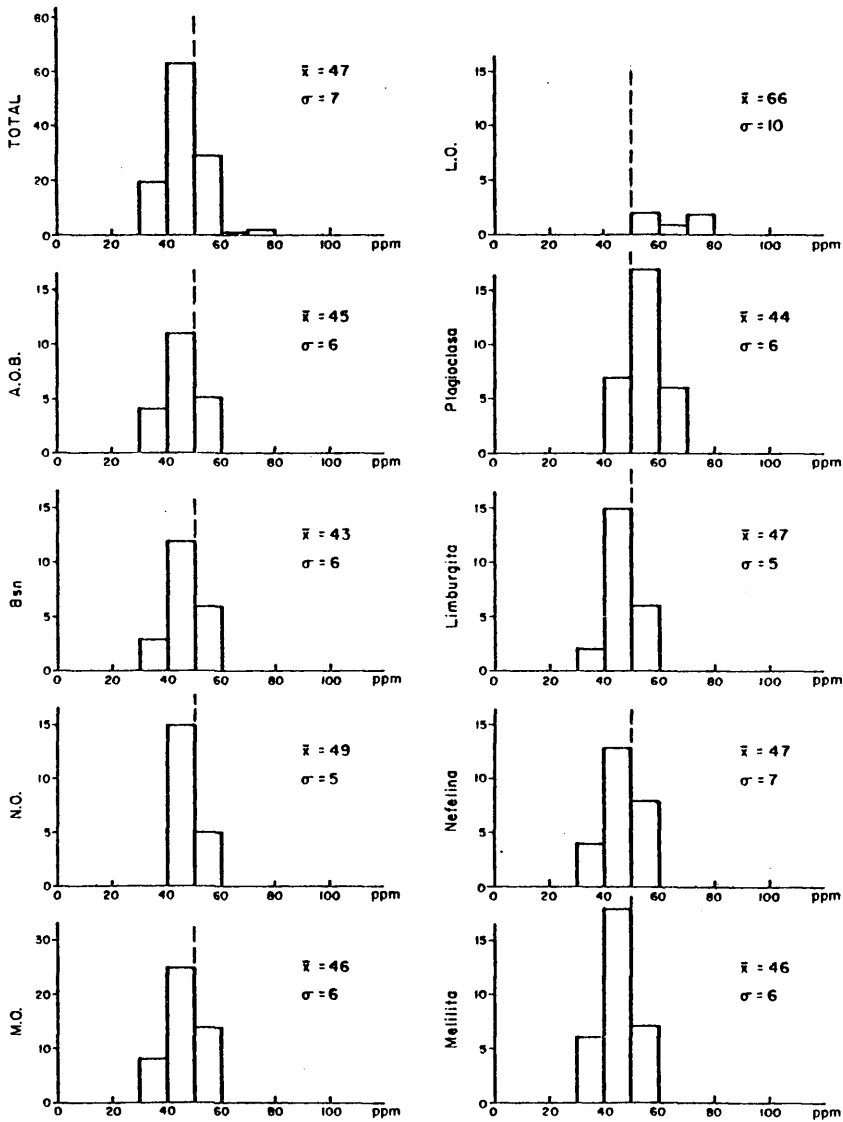 TOTAL
80
60
40
20
0
x̄ = 47
σ = 7
0 20 40 60 80 100 ppm
L.O.
15
10
5
0
x̄ = 66
σ = 10
0 20 40 60 80 100 ppm
A.O.B.
15
10
5
0
x̄ = 45
σ = 6
0 20 40 60 80 100 ppm
Plagioclasa
15
10
5
0
x̄ = 44
σ = 6
0 20 40 60 80 100 ppm
Bsn
15
10
5
0
x̄ = 43
σ = 6
0 20 40 60 80 100 ppm
Limburgita
15
10
5
0
x̄ = 47
σ = 5
0 20 40 60 80 100 ppm
N.O.
15
10
5
0
x̄ = 49
σ = 5
0 20 40 60 80 100 ppm
Nefelina
15
10
5
0
x̄ = 47
σ = 7
0 20 40 60 80 100 ppm
M.O.
30
20
10
0
x̄ = 46
σ = 6
0 20 40 60 80 100 ppm
Melilita
15
10
5
0
x̄ = 46
σ = 6
0 20 40 60 80 100 ppm